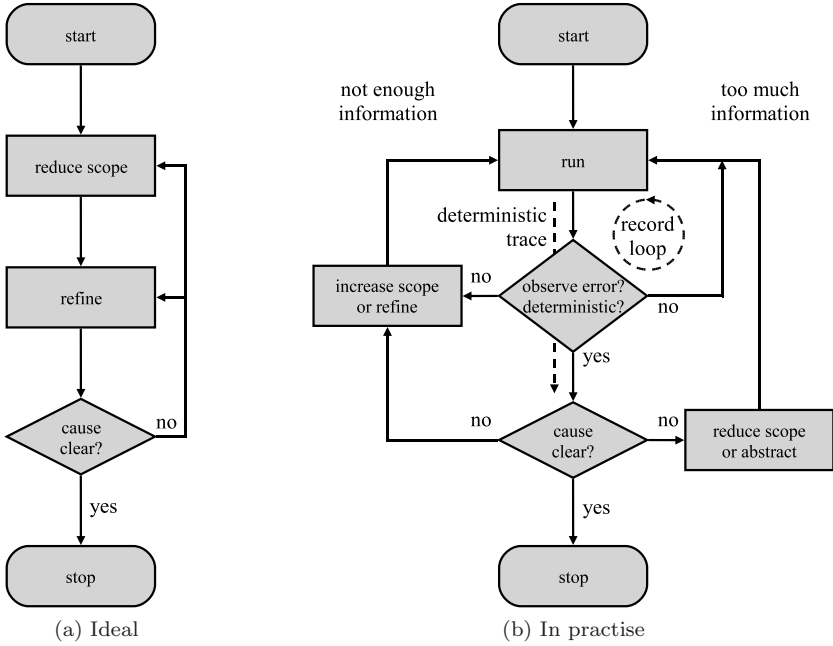 start
reduce scope
refine
cause
clear?
no
yes
stop
(a) Ideal
start
not enough
information
too much
information
run
deterministic
trace
record
loop
increase scope
or refine
no
observe error?
deterministic?
no
yes
no
cause
clear?
no
reduce scope
or abstract
yes
stop
(b) In practise